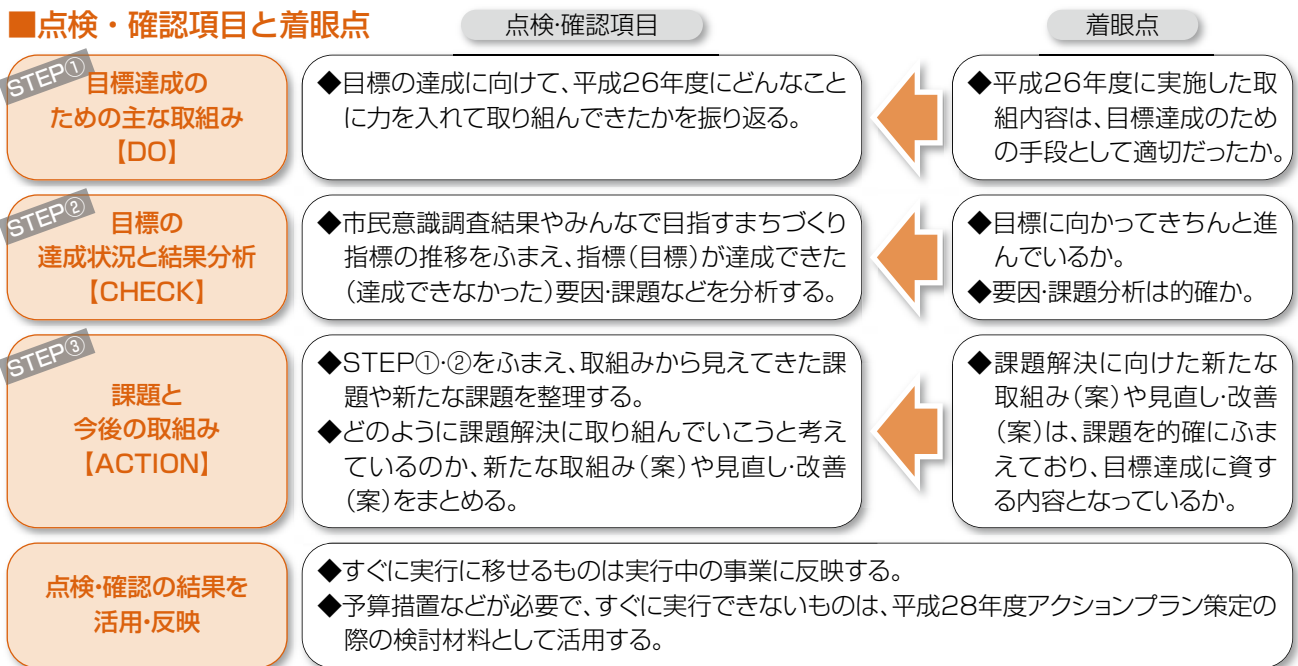 ■点検・確認項目と着眼点
点検・確認項目
着眼点
STEP①
目標達成の
ための主な取組み
【DO】
◆目標の達成に向けて、平成26年度にどんなこと
に力を入れて取り組んできたかを振り返る。
◆平成26年度に実施した取
組内容は、目標達成のため
の手段として適切だったか。
STEP②
目標の
達成状況と結果分析
【CHECK】
◆市民意識調査結果やみんなで目指すまちづくり
指標の推移をふまえ、指標（目標）が達成できた
（達成できなかった）要因・課題などを分析する。
◆目標に向かってきちんと進
んでいるか。
◆要因・課題分析は的確か。
STEP③
課題と
今後の取組み
【ACTION】
◆STEP①・②をふまえ、取組みから見えてきた課
題や新たな課題を整理する。
◆どのように課題解決に取り組んでいこうと考え
ているのか、新たな取組み（案）や見直し・改善
（案）をまとめる。
◆課題解決に向けた新たな
取組み（案）や見直し・改善
（案）は、課題を的確にふま
えており、目標達成に資す
る内容となっているか。
点検・確認の結果を
活用・反映
◆すぐに実行に移せるものは実行中の事業に反映する。
◆予算措置などが必要で、すぐに実行できないものは、平成28年度アクションプラン策定の
際の検討材料として活用する。